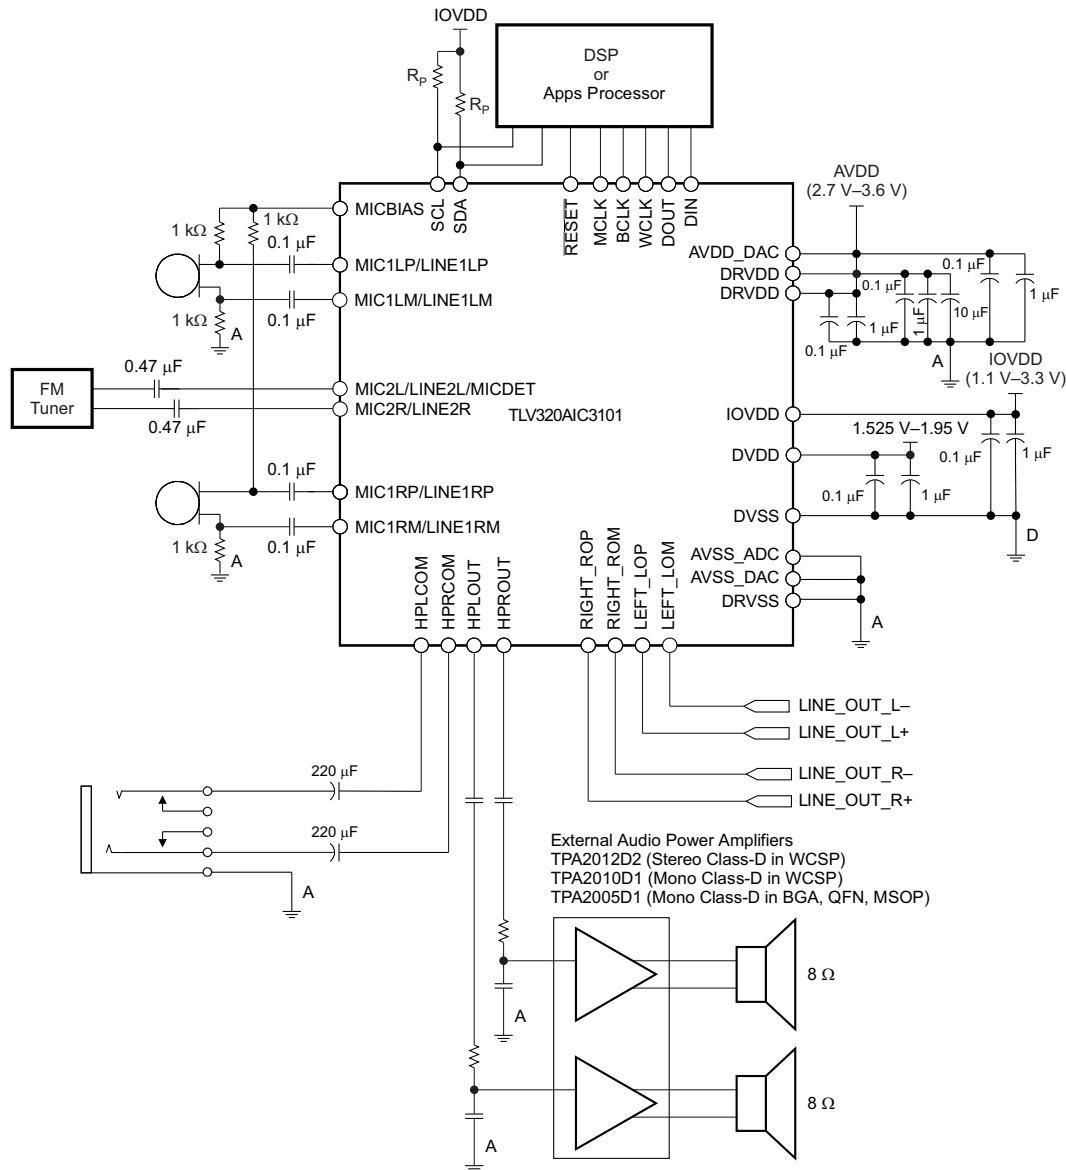 IOVDD
DSP
or
Apps Processor
RP
RP
AVDD
(2.7 V–3.6 V)
SCL
SDA
RESET
MCLK
BCLK
WCLK
DOUT
DIN
MICBIAS
1 kΩ
1 kΩ
0.1 μF
MIC1LP/LINE1LP
MIC1LM/LINE1LM
1 kΩ
A
0.1 μF
AVDD_DAC
DRVDD
DRVDD
0.1 μF
0.1 μF
1 μF
1 μF
10 μF
1 μF
0.1 μF
A
IOVDD
(1.1 V–3.3 V)
0.47 μF
FM
Tuner
MIC2L/LINE2L/MICDET
MIC2R/LINE2R
TLV320AIC3101
0.47 μF
IOVDD
1.525 V–1.95 V
DVDD
0.1 μF
1 μF
0.1 μF
1 μF
0.1 μF
MIC1RP/LINE1RP
MIC1RM/LINE1RM
1 kΩ
A
0.1 μF
DVSS
D
AVSS_ADC
AVSS_DAC
DRVSS
A
HPLCOM
HPRCOM
HPLOUT
HPROUT
RIGHT_ROP
RIGHT_ROM
LEFT_LOP
LEFT_LOM
LINE_OUT_L–
LINE_OUT_L+
LINE_OUT_R–
LINE_OUT_R+
220 μF
220 μF
A
External Audio Power Amplifiers
TPA2012D2 (Stereo Class-D in WCSP)
TPA2010D1 (Mono Class-D in WCSP)
TPA2005D1 (Mono Class-D in BGA, QFN, MSOP)
8 Ω
A
8 Ω
A